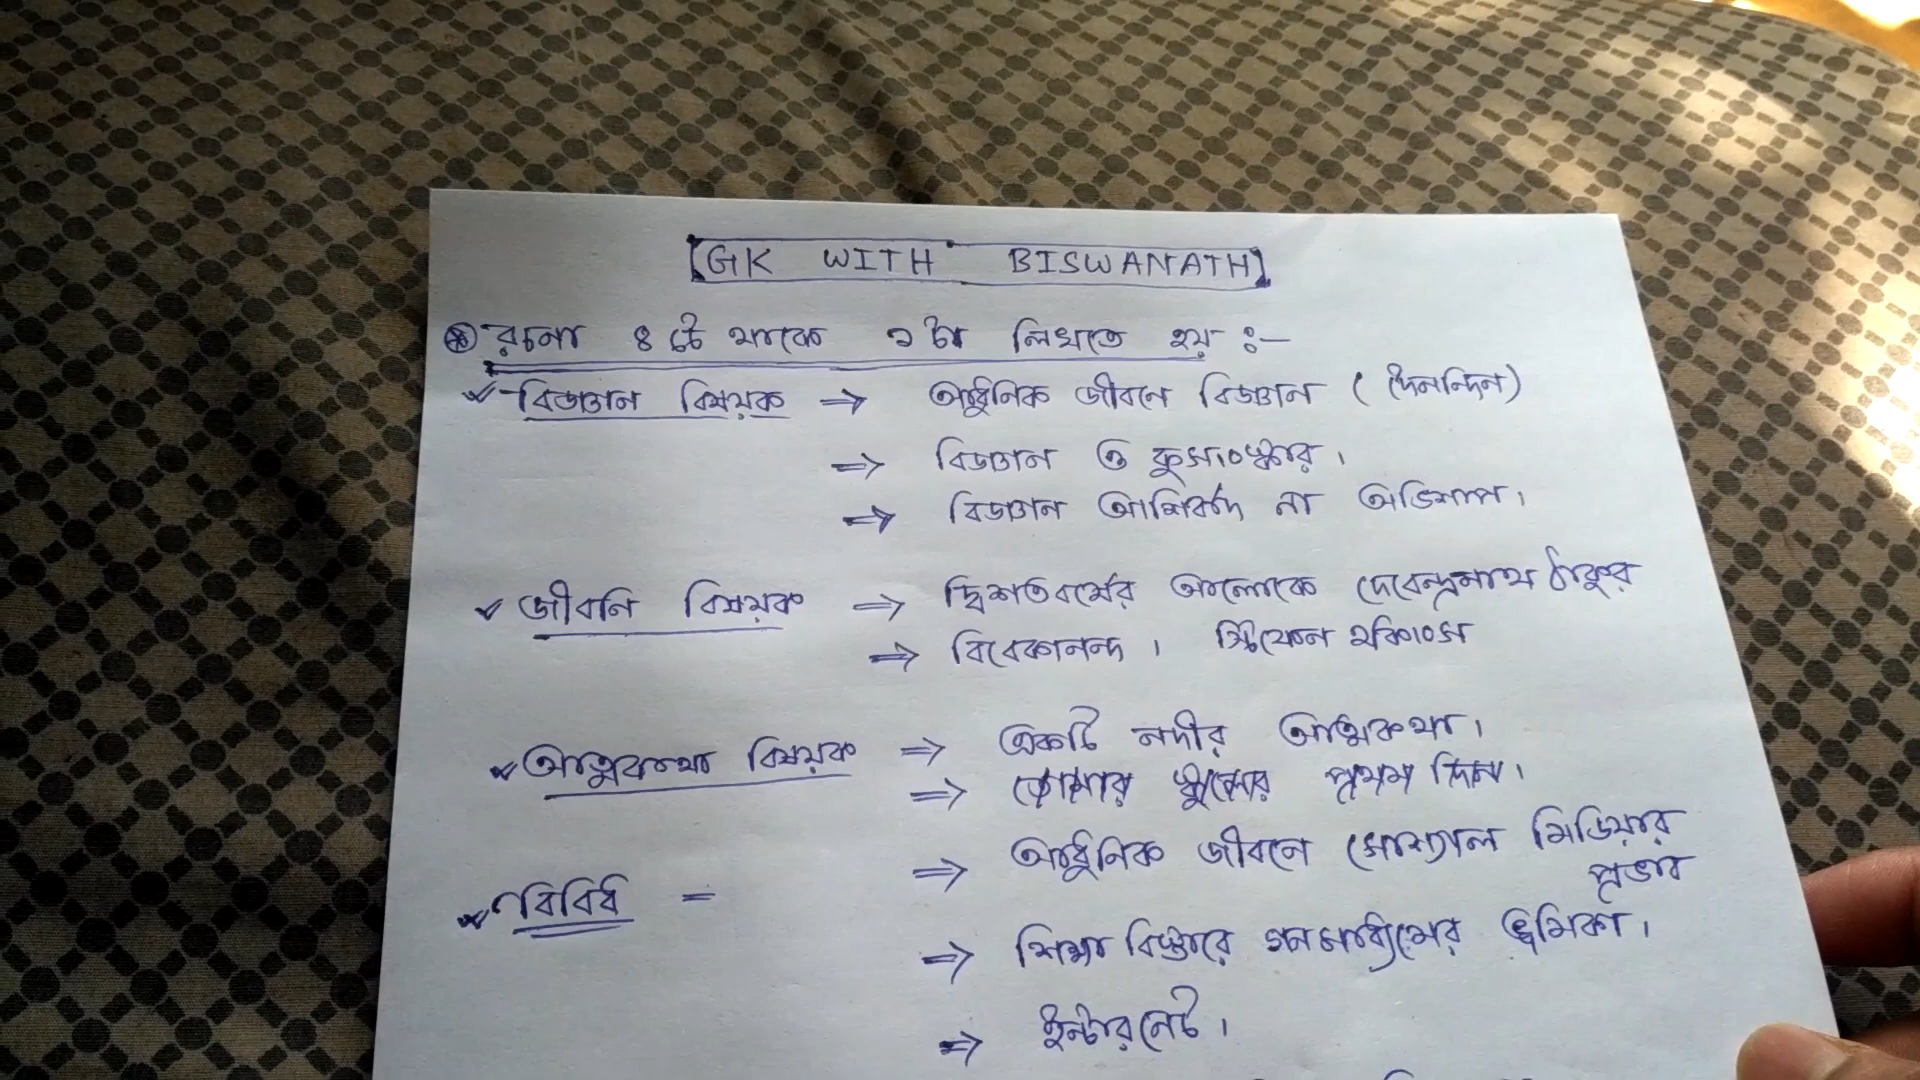 GK WITH BISWANATH
রচনা ৪টে থাকে ১টা লিখতে হয় :-
বিজ্ঞান বিষয়ক ⇒ আধুনিক জীবনে বিজ্ঞান (দৈনন্দিন)
⇒ বিজ্ঞান ও কুসংস্কার।
⇒ বিজ্ঞান আশির্বাদ না অভিশাপ।
জীবনি বিষয়ক ⇒ দ্বিশতবর্ষের আলোকে দেবেন্দ্রনাথ ঠাকুর
⇒ বিবেকানন্দ। স্টিফেন হকিংস
আত্মকথা বিষয়ক ⇒ একটি নদীর আত্মকথা।
⇒ তোমার স্কুলের প্রথম দিন।
⇒ আধুনিক জীবনে সোশ্যাল মিডিয়ার
প্রভাব
বিবিধ =
⇒ শিক্ষা বিস্তারে গনমাধ্যমের ভূমিকা।
⇒ ইন্টারনেট।